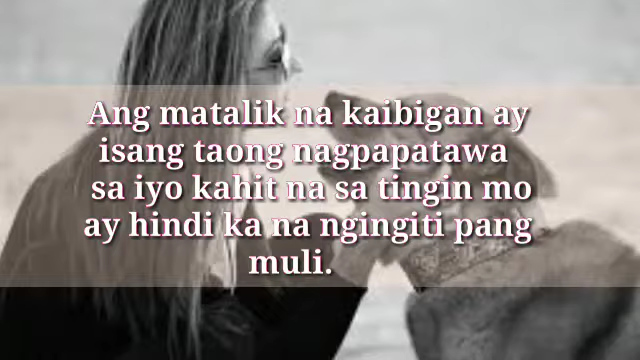 Ang matalik na kaibigan ay
isang taong nagpapatawa
sa iyo kahit na sa tingin mo
ay hindi ka na ngingiti pang
muli.